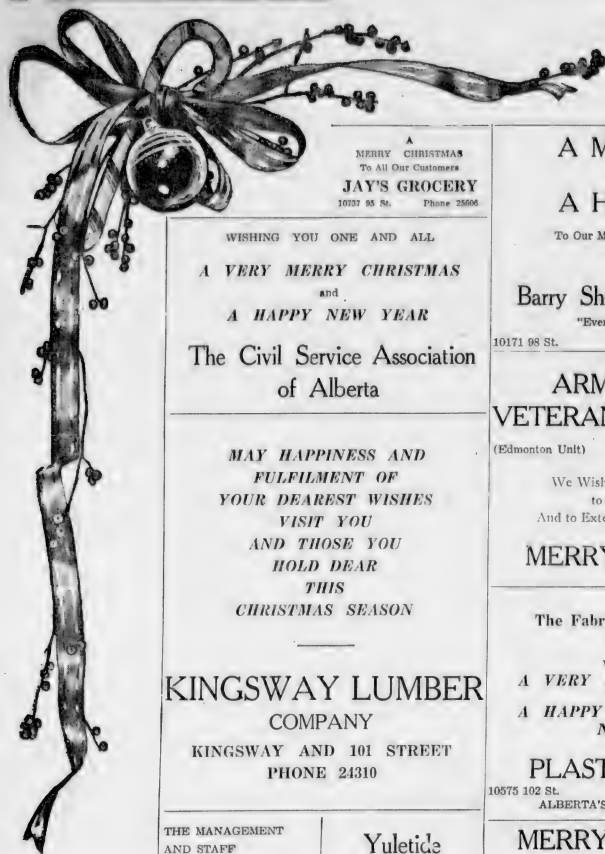 A
MERRY CHRISTMAS
To All Our Customers
JAY'S GROCERY
10737 95 St. Phone 25606
WISHING YOU ONE AND ALL
A VERY MERRY CHRISTMAS
and
A HAPPY NEW YEAR
The Civil Service Association
of Alberta
MAY HAPPINESS AND
FULFILMENT OF
YOUR DEAREST WISHES
VISIT YOU
AND THOSE YOU
HOLD DEAR
THIS
CHRISTMAS SEASON
KINGSWAY LUMBER
COMPANY
KINGSWAY AND 101 STREET
PHONE 24310
THE MANAGEMENT
AND STAFF
Yuletide
A M
A H
To Our M
Barry Sh
"Ever
10171 98 St.
ARM
VETERAN
(Edmonton Unit)
We Wish
to
And to Exte
MERRY
The Fabr
A VERY
A HAPPY
N
PLAST
10575 102 St.
ALBERTA'S
MERRY